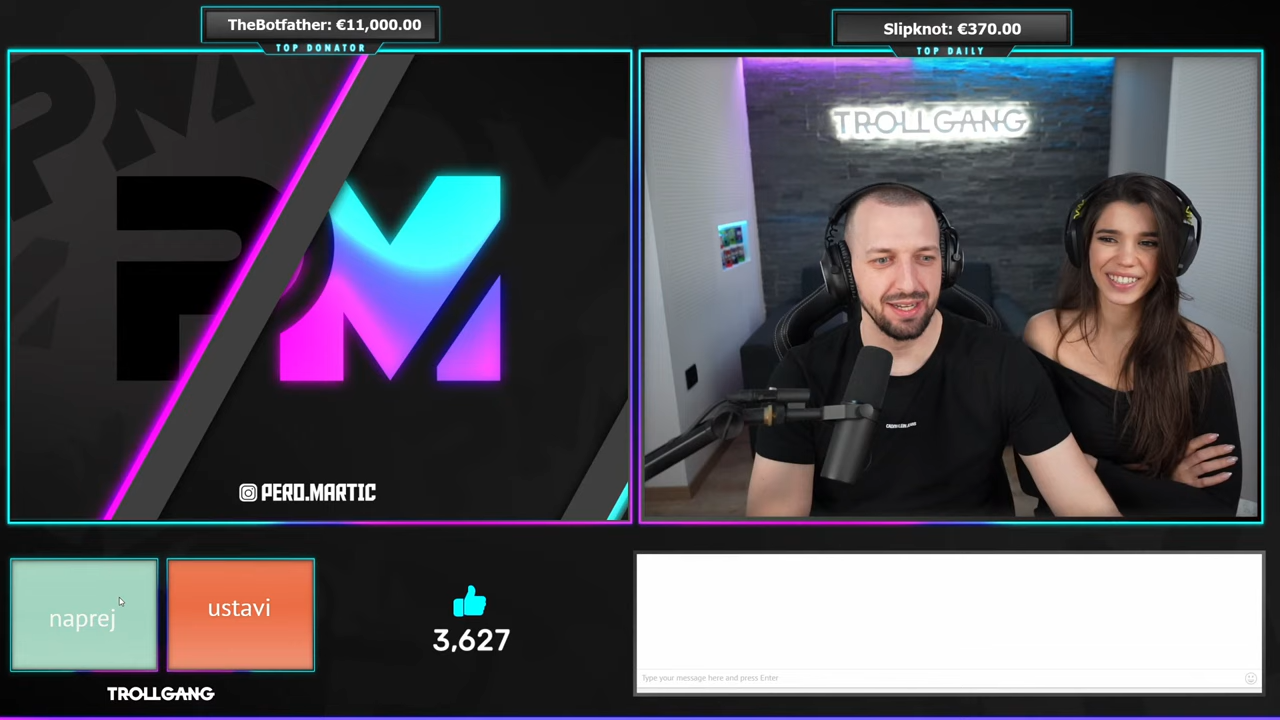 TheBotfather: €11,000.00
TOP DONATOR
Slipknot: €370.00
TOP DAILY
TROLLGANG
PM
PERO.MARTIC
naprej
ustavi
3,627
TROLLGANG
Type your message here and press Enter